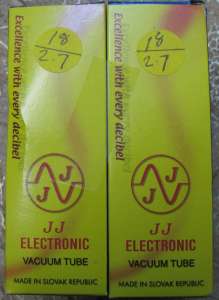 18
2.7
Excellence with every decibel
J J
JJ
ELECTRONIC
VACUUM TUBE
MADE IN SLOVAK REPUBLIC
18
2.7
Excellence with every decibel
J J
JJ
ELECTRONIC
VACUUM TUBE
MADE IN SLOVAK REPUBLIC